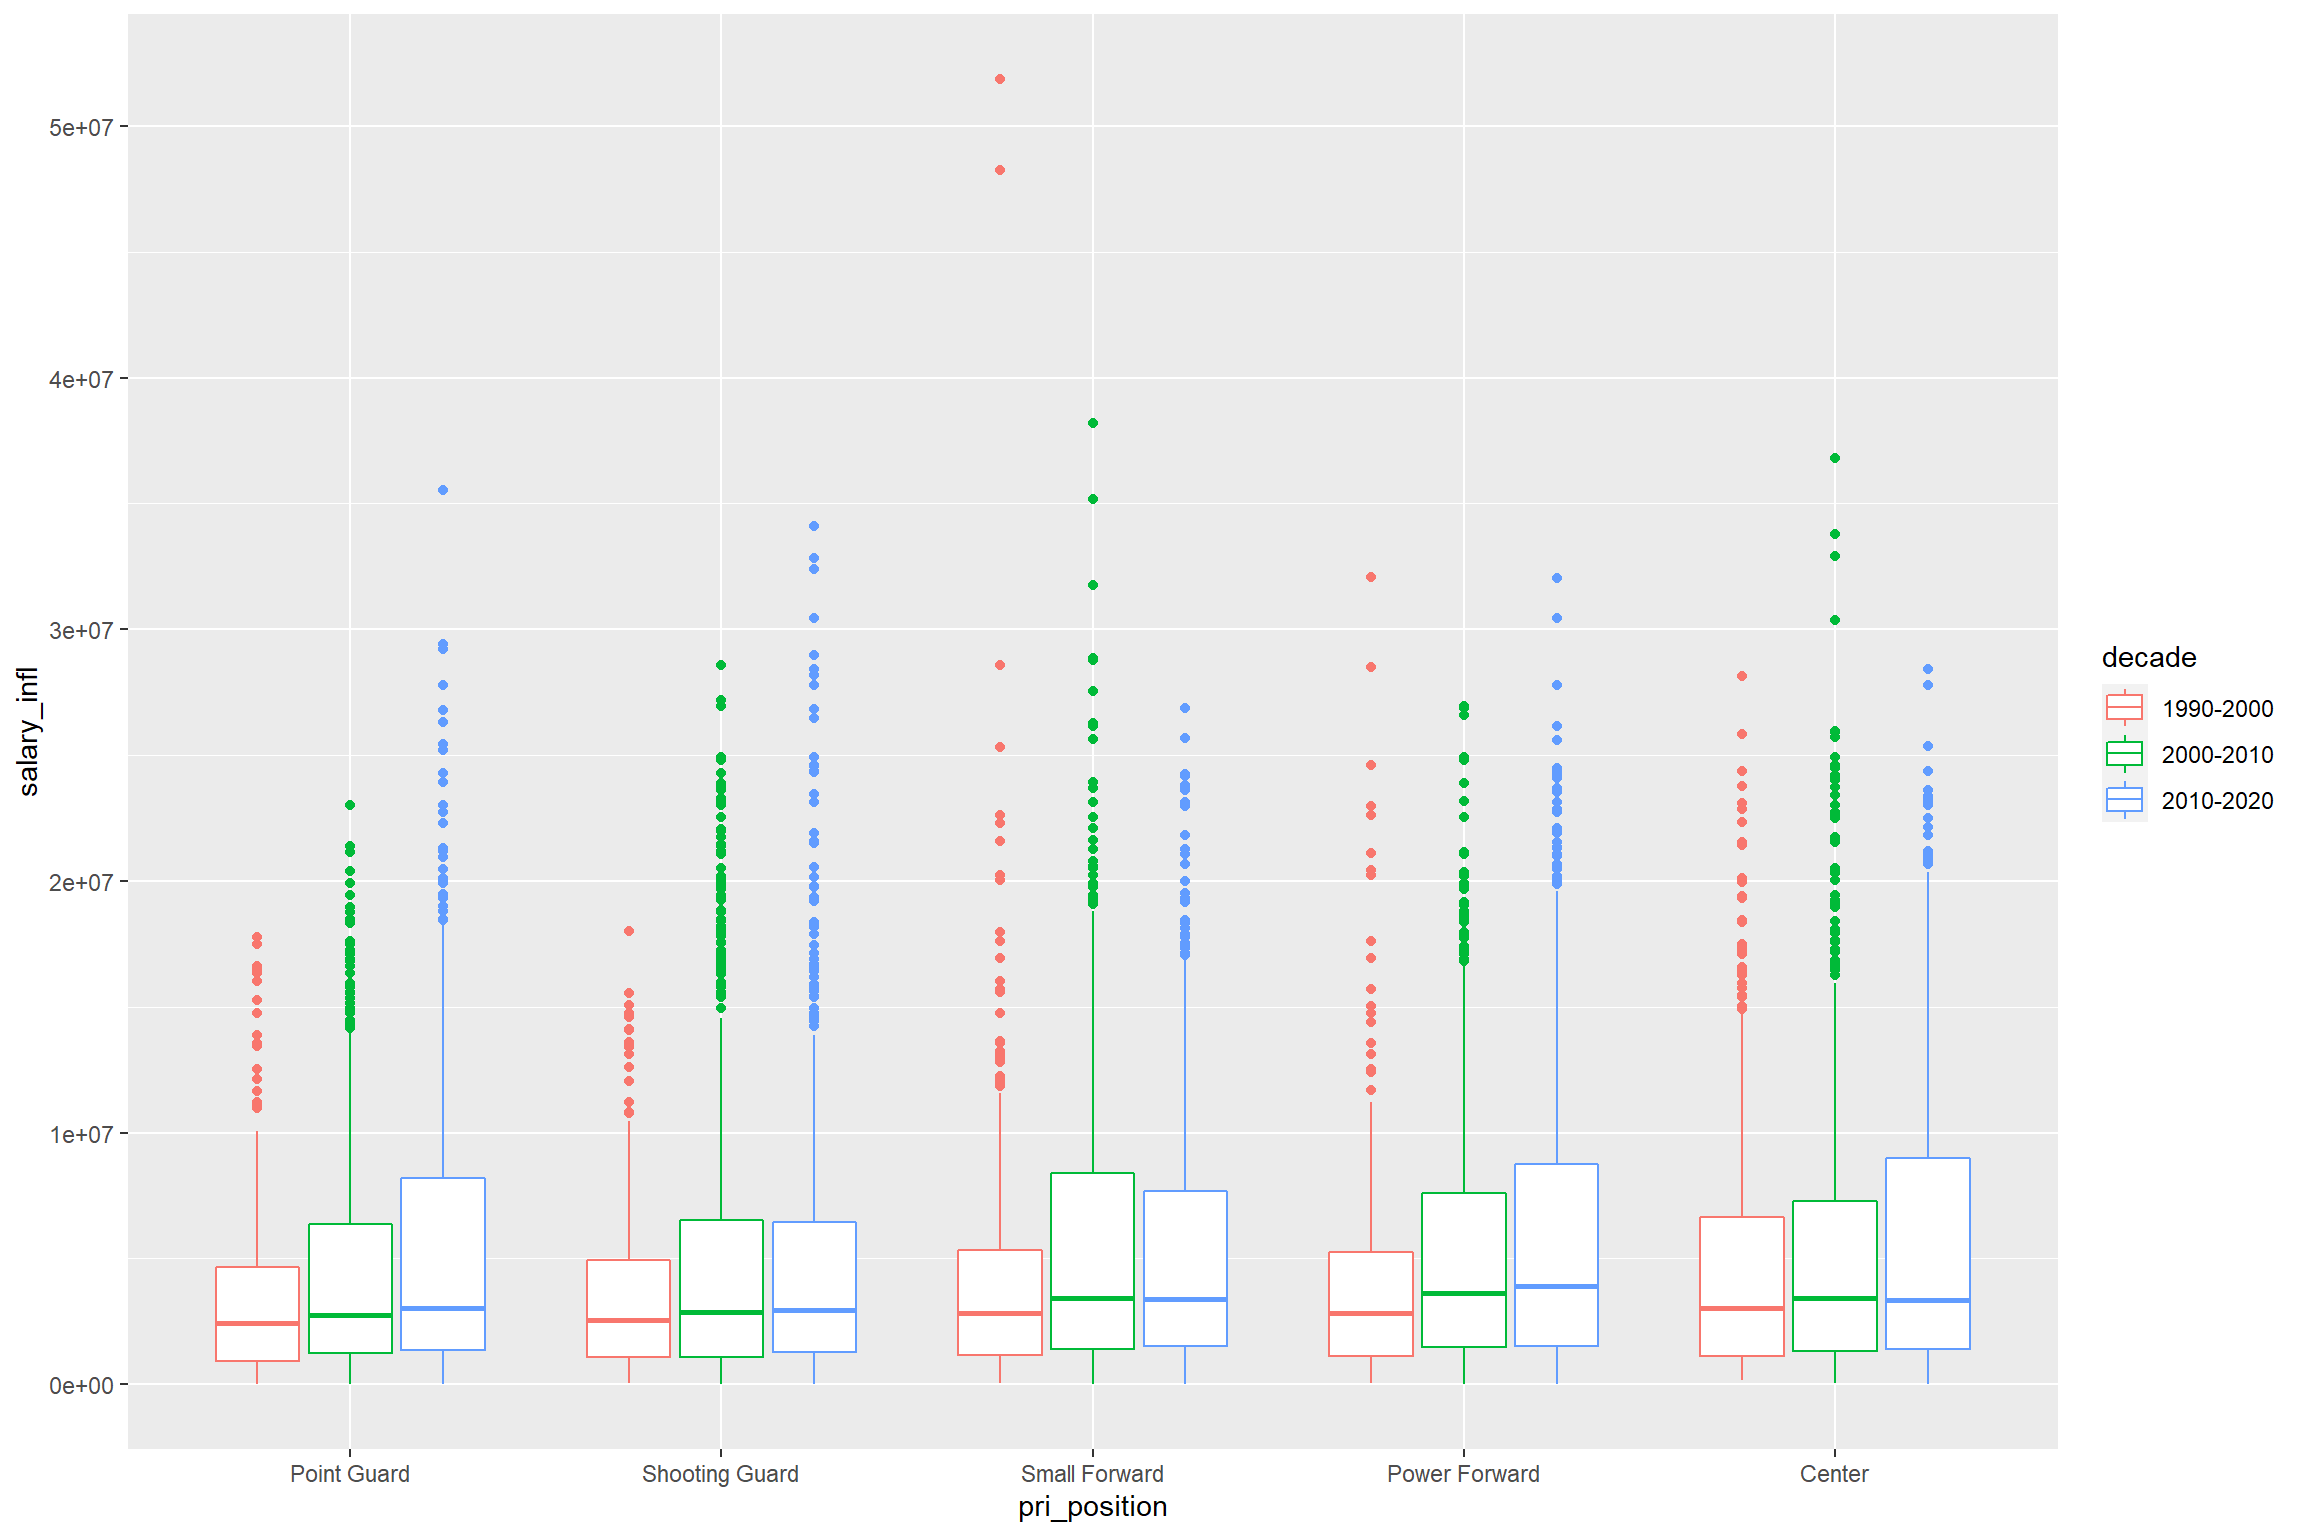 5e+07
4e+07
3e+07
2e+07
1e+07
0e+00
salary_infl
Point Guard
Shooting Guard
Small Forward
Power Forward
Center
pri_position
decade
1990-2000
2000-2010
2010-2020